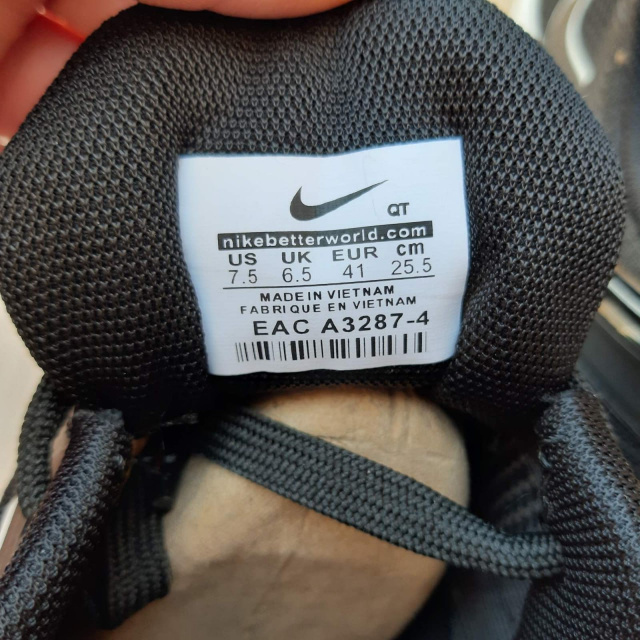 QT
nikebetterworld.com
US UK EUR cm
7.5 6.5 41 25.5
MADE IN VIETNAM
FABRIQUE EN VIETNAM
EAC A3287-4